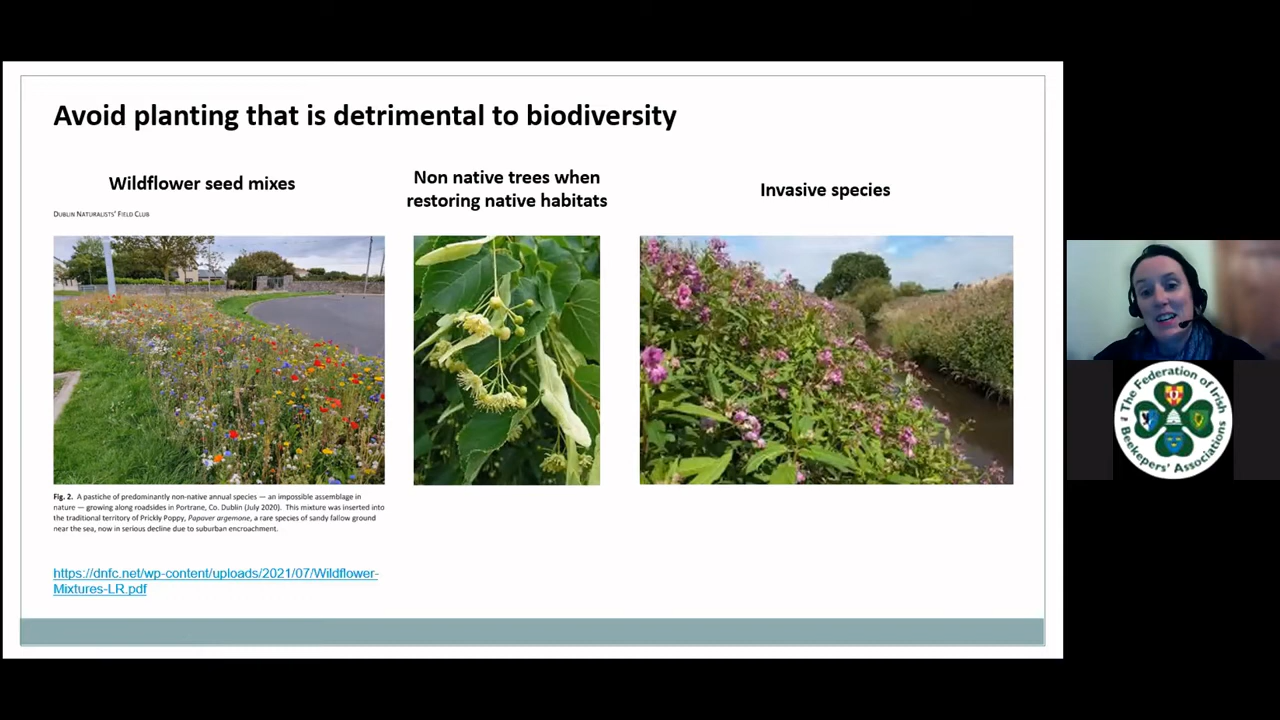 Avoid planting that is detrimental to biodiversity
Wildflower seed mixes
Dublin Naturalists' Field Club
Fig. 2. A pastiche of predominantly non-native annual species — an impossible assemblage in
nature — growing along roadsides in Portrane, Co. Dublin (July 2020). This mixture was inserted into
the traditional territory of Prickly Poppy, Papaver argemone, a rare species of sandy fallow ground
near the sea, now in serious decline due to suburban encroachment.
https://dnfc.net/wp-content/uploads/2021/07/Wildflower-
Mixtures-LR.pdf
Non native trees when
restoring native habitats
Invasive species
The Federation of Irish
Beekepers' Associations